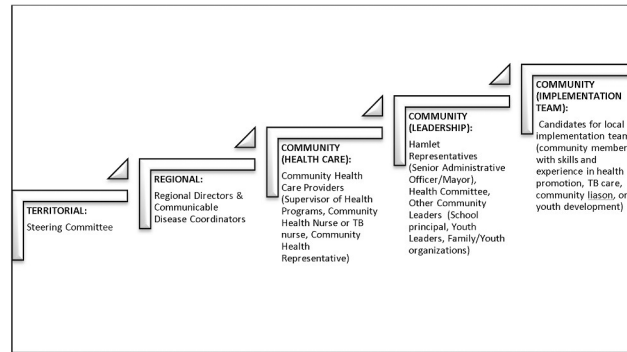 TERRITORIAL:
Steering Committee
REGIONAL:
Regional Directors &
Communicable
Disease Coordinators
COMMUNITY
(HEALTH CARE):
Community Health
Care Providers
(Supervisor of Health
Programs, Community
Health Nurse or TB
nurse, Community
Health
Representative)
COMMUNITY
(LEADERSHIP):
Hamlet
Representatives
(Senior Administrative
Officer/Mayor),
Health Committee,
Other Community
Leaders (School
principal, Youth
Leaders, Family/Youth
organizations)
COMMUNITY
(IMPLEMENTATION
TEAM):
Candidates for local
implementation team
(community member
with skills and
experience in health
promotion, TB care,
community liason, or
youth development)